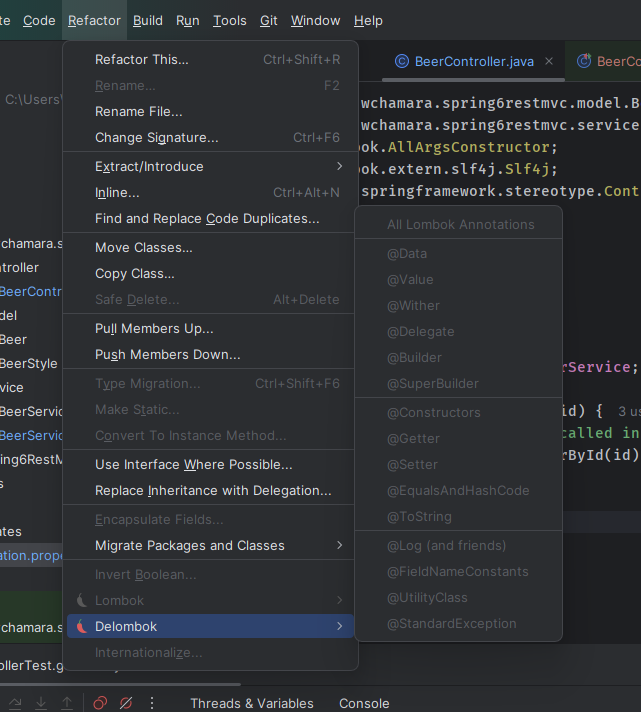 te Code Refactor Build Run Tools Git Window Help
BeerController.java × BeerCo
C:\Users\
Refactor This... Ctrl+Shift+R
Rename... F2
Rename File...
Change Signature... Ctrl+F6
Extract/Introduce
Inline... Ctrl+Alt+N
Find and Replace Code Duplicates...
Move Classes...
Copy Class...
Safe Delete... Alt+Delete
Pull Members Up...
Push Members Down...
Type Migration... Ctrl+Shift+F6
Make Static...
Convert To Instance Method...
Use Interface Where Possible...
Replace Inheritance with Delegation...
Encapsulate Fields...
Migrate Packages and Classes
Invert Boolean...
Lombok
Delombok
Internationalize...
All Lombok Annotations
@Data
@Value
@Wither
@Delegate
@Builder
@SuperBuilder
@Constructors
@Getter
@Setter
@EqualsAndHashCode
@ToString
@Log (and friends)
@FieldNameConstants
@UtilityClass
@StandardException
wchamara.spring6restmvc.model.B
wchamara.spring6restmvc.service
ok.AllArgsConstructor;
ok.extern.slf4j.Slf4j;
springframework.stereotype.Cont
rService;
id) { 3 us
called in
rById(id)
chamara.s
ntroller
BeerContr
del
Beer
BeerStyle
vice
BeerServic
BeerServic
ring6RestM
s
ates
ation.prope
chamara.s
ollerTest.g
Threads & Variables Console